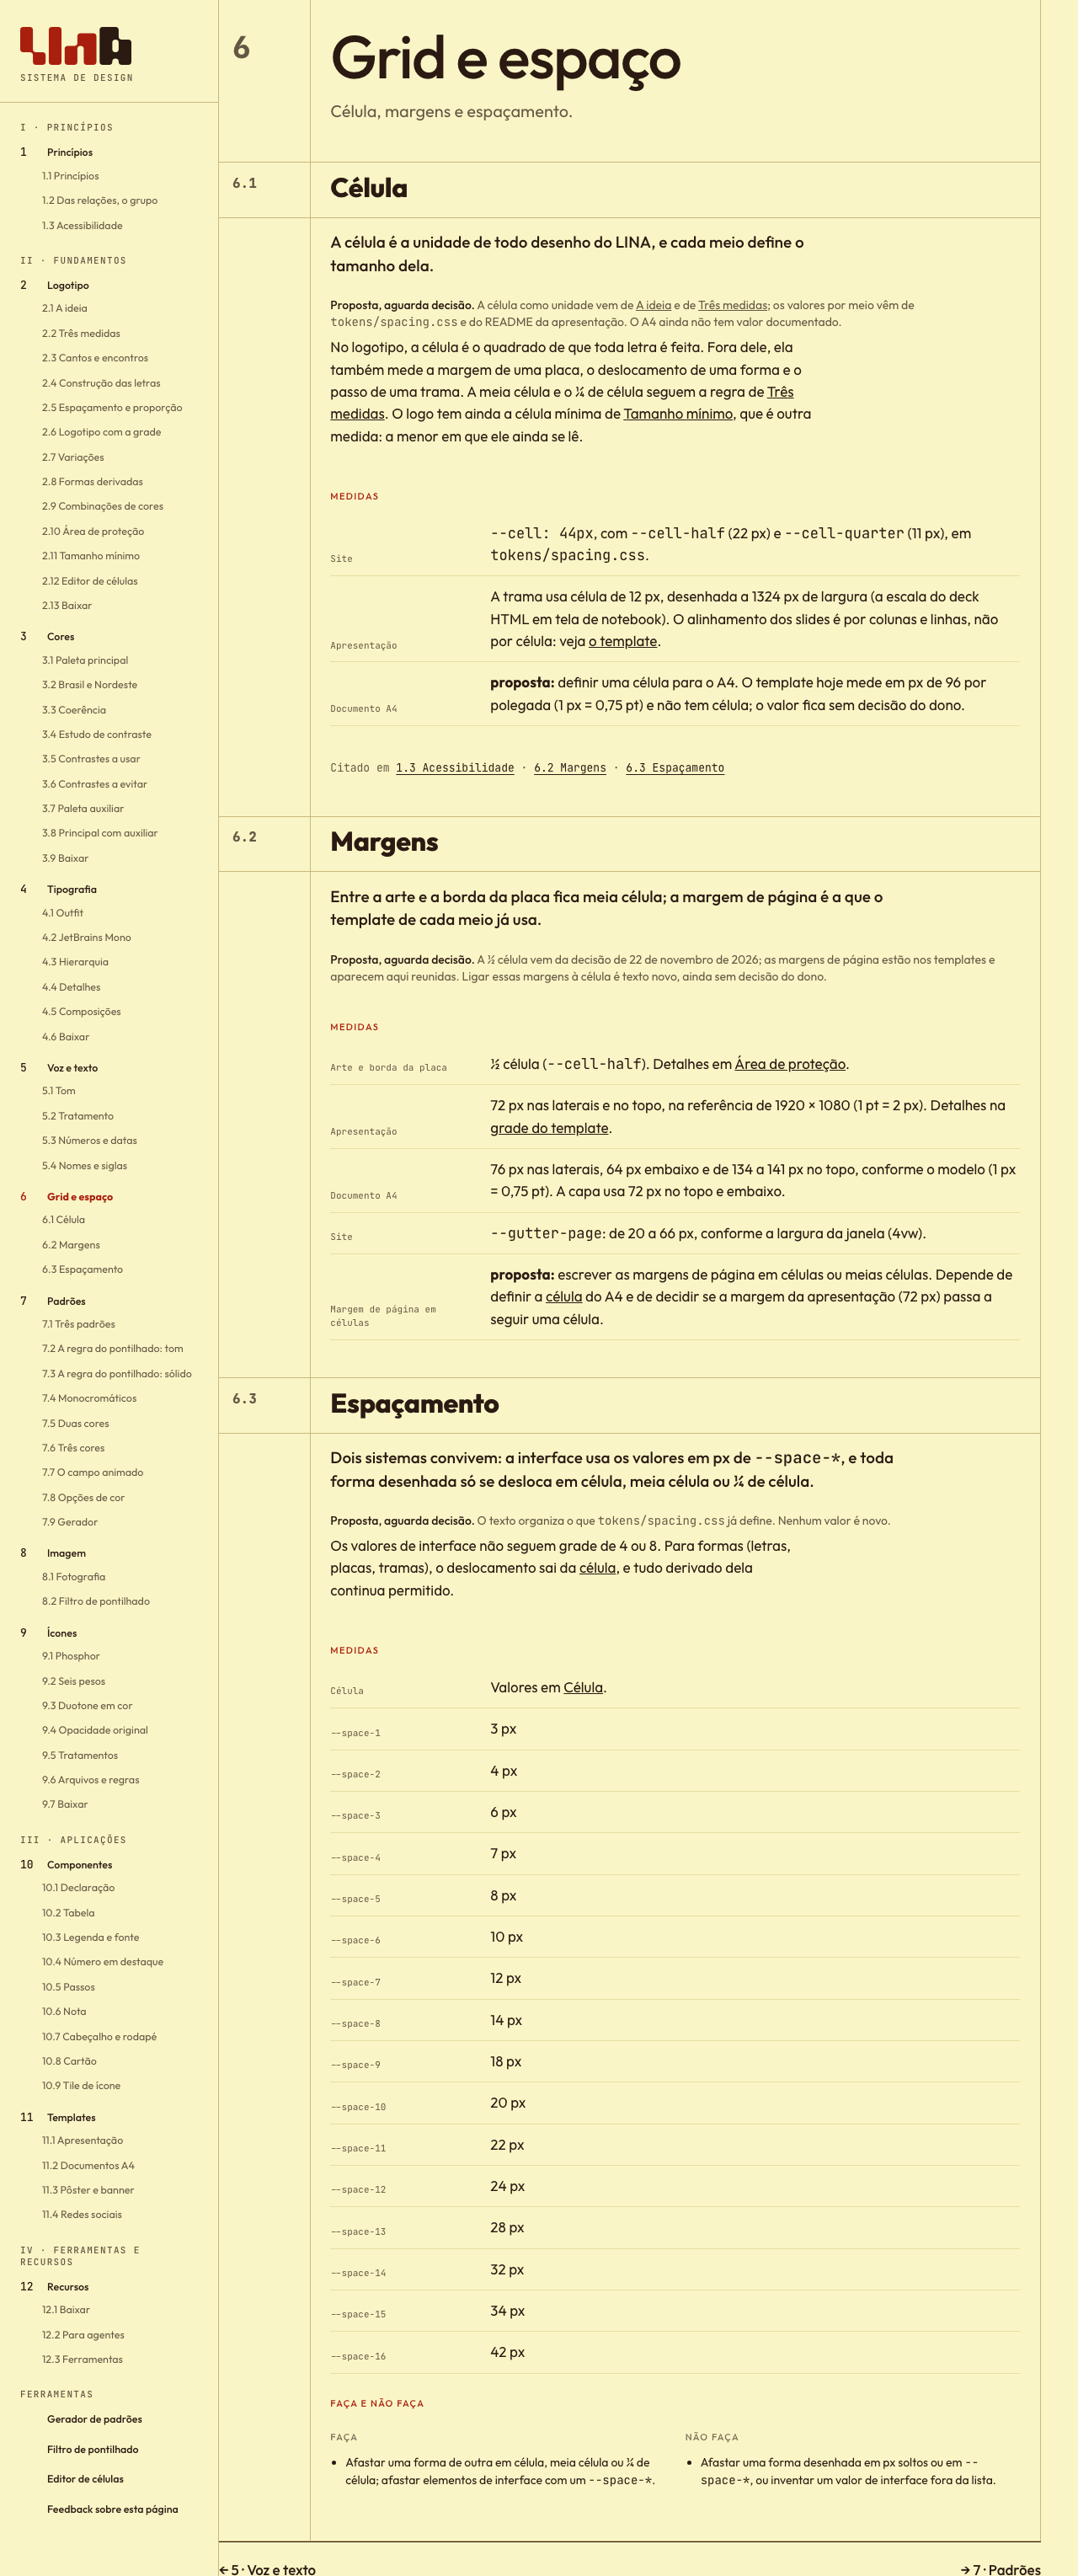 LINA
SISTEMA DE DESIGN
I · PRINCÍPIOS
1 Princípios
1.1 Princípios
1.2 Das relações, o grupo
1.3 Acessibilidade
II · FUNDAMENTOS
2 Logotipo
2.1 A ideia
2.2 Três medidas
2.3 Cantos e encontros
2.4 Construção das letras
2.5 Espaçamento e proporção
2.6 Logotipo com a grade
2.7 Variações
2.8 Formas derivadas
2.9 Combinações de cores
2.10 Área de proteção
2.11 Tamanho mínimo
2.12 Editor de células
2.13 Baixar
3 Cores
3.1 Paleta principal
3.2 Brasil e Nordeste
3.3 Coerência
3.4 Estudo de contraste
3.5 Contrastes a usar
3.6 Contrastes a evitar
3.7 Paleta auxiliar
3.8 Principal com auxiliar
3.9 Baixar
4 Tipografia
4.1 Outfit
4.2 JetBrains Mono
4.3 Hierarquia
4.4 Detalhes
4.5 Composições
4.6 Baixar
5 Voz e texto
5.1 Tom
5.2 Tratamento
5.3 Números e datas
5.4 Nomes e siglas
6 Grid e espaço
6.1 Célula
6.2 Margens
6.3 Espaçamento
7 Padrões
7.1 Três padrões
7.2 A regra do pontilhado: tom
7.3 A regra do pontilhado: sólido
7.4 Monocromáticos
7.5 Duas cores
7.6 Três cores
7.7 O campo animado
7.8 Opções de cor
7.9 Gerador
8 Imagem
8.1 Fotografia
8.2 Filtro de pontilhado
9 Ícones
9.1 Phosphor
9.2 Seis pesos
9.3 Duotone em cor
9.4 Opacidade original
9.5 Tratamentos
9.6 Arquivos e regras
9.7 Baixar
III · APLICAÇÕES
10 Componentes
10.1 Declaração
10.2 Tabela
10.3 Legenda e fonte
10.4 Número em destaque
10.5 Passos
10.6 Nota
10.7 Cabeçalho e rodapé
10.8 Cartão
10.9 Tile de ícone
11 Templates
11.1 Apresentação
11.2 Documentos A4
11.3 Pôster e banner
11.4 Redes sociais
IV · FERRAMENTAS E
RECURSOS
12 Recursos
12.1 Baixar
12.2 Para agentes
12.3 Ferramentas
FERRAMENTAS
Gerador de padrões
Filtro de pontilhado
Editor de células
Feedback sobre esta página
6
Grid e espaço
Célula, margens e espaçamento.
6.1
Célula
A célula é a unidade de todo desenho do LINA, e cada meio define o
tamanho dela.
Proposta, aguarda decisão. A célula como unidade vem de A ideia e de Três medidas; os valores por meio vêm de
tokens/spacing.css e do README da apresentação. O A4 ainda não tem valor documentado.
No logotipo, a célula é o quadrado de que toda letra é feita. Fora dele, ela
também mede a margem de uma placa, o deslocamento de uma forma e o
passo de uma trama. A meia célula e o ¼ de célula seguem a regra de Três
medidas. O logo tem ainda a célula mínima de Tamanho mínimo, que é outra
medida: a menor em que ele ainda se lê.
MEDIDAS
Site
--cell: 44px, com --cell-half (22 px) e --cell-quarter (11 px), em
tokens/spacing.css.
Apresentação
A trama usa célula de 12 px, desenhada a 1324 px de largura (a escala do deck
HTML em tela de notebook). O alinhamento dos slides é por colunas e linhas, não
por célula: veja o template.
Documento A4
proposta: definir uma célula para o A4. O template hoje mede em px de 96 por
polegada (1 px = 0,75 pt) e não tem célula; o valor fica sem decisão do dono.
Citado em 1.3 Acessibilidade · 6.2 Margens · 6.3 Espaçamento
6.2
Margens
Entre a arte e a borda da placa fica meia célula; a margem de página é a que o
template de cada meio já usa.
Proposta, aguarda decisão. A ½ célula vem da decisão de 22 de novembro de 2026; as margens de página estão nos templates e
aparecem aqui reunidas. Ligar essas margens à célula é texto novo, ainda sem decisão do dono.
MEDIDAS
Arte e borda da placa
½ célula (--cell-half). Detalhes em Área de proteção.
Apresentação
72 px nas laterais e no topo, na referência de 1920 × 1080 (1 pt = 2 px). Detalhes na
grade do template.
Documento A4
76 px nas laterais, 64 px embaixo e de 134 a 141 px no topo, conforme o modelo (1 px
= 0,75 pt). A capa usa 72 px no topo e embaixo.
Site
--gutter-page: de 20 a 66 px, conforme a largura da janela (4vw).
Margem de página em
células
proposta: escrever as margens de página em células ou meias células. Depende de
definir a célula do A4 e de decidir se a margem da apresentação (72 px) passa a
seguir uma célula.
6.3
Espaçamento
Dois sistemas convivem: a interface usa os valores em px de --space-*, e toda
forma desenhada só se desloca em célula, meia célula ou ¼ de célula.
Proposta, aguarda decisão. O texto organiza o que tokens/spacing.css já define. Nenhum valor é novo.
Os valores de interface não seguem grade de 4 ou 8. Para formas (letras,
placas, tramas), o deslocamento sai da célula, e tudo derivado dela
continua permitido.
MEDIDAS
Célula
Valores em Célula.
--space-1 3 px
--space-2 4 px
--space-3 6 px
--space-4 7 px
--space-5 8 px
--space-6 10 px
--space-7 12 px
--space-8 14 px
--space-9 18 px
--space-10 20 px
--space-11 22 px
--space-12 24 px
--space-13 28 px
--space-14 32 px
--space-15 34 px
--space-16 42 px
FAÇA E NÃO FAÇA
FAÇA
• Afastar uma forma de outra em célula, meia célula ou ¼ de
célula; afastar elementos de interface com um --space-*.
NÃO FAÇA
• Afastar uma forma desenhada em px soltos ou em --
space-*, ou inventar um valor de interface fora da lista.
← 5 · Voz e texto
→ 7 · Padrões